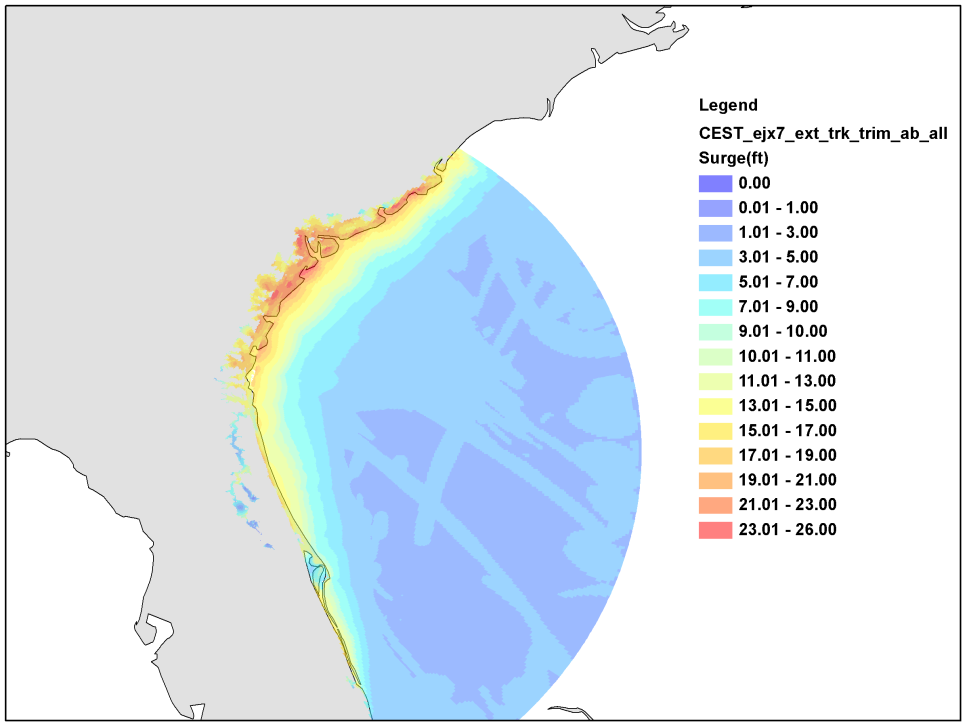 Legend
CEST_ejx7_ext_trk_trim_ab_all
Surge(ft)
0.00
0.01 - 1.00
1.01 - 3.00
3.01 - 5.00
5.01 - 7.00
7.01 - 9.00
9.01 - 10.00
10.01 - 11.00
11.01 - 13.00
13.01 - 15.00
15.01 - 17.00
17.01 - 19.00
19.01 - 21.00
21.01 - 23.00
23.01 - 26.00